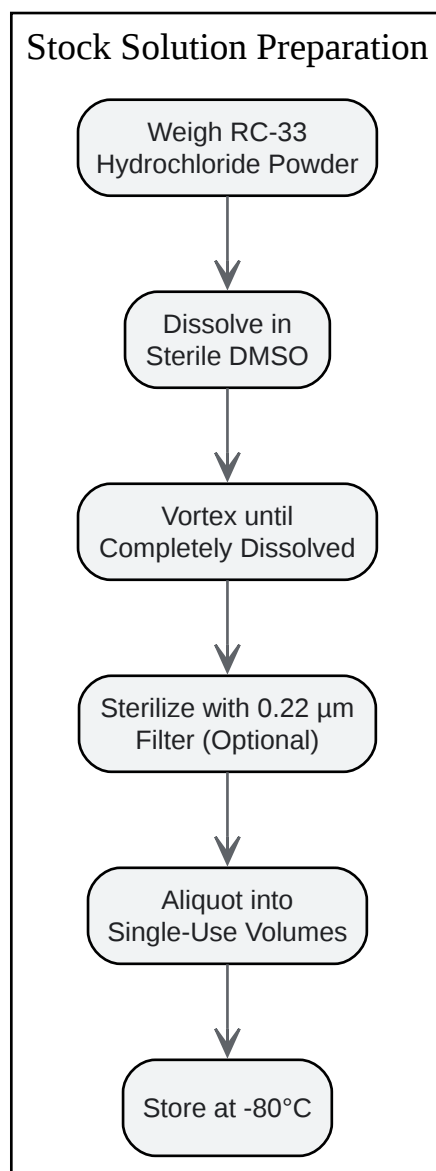 Stock Solution Preparation
Weigh RC-33
Hydrochloride Powder
Dissolve in
Sterile DMSO
Vortex until
Completely Dissolved
Sterilize with 0.22 µm
Filter (Optional)
Aliquot into
Single-Use Volumes
Store at -80°C